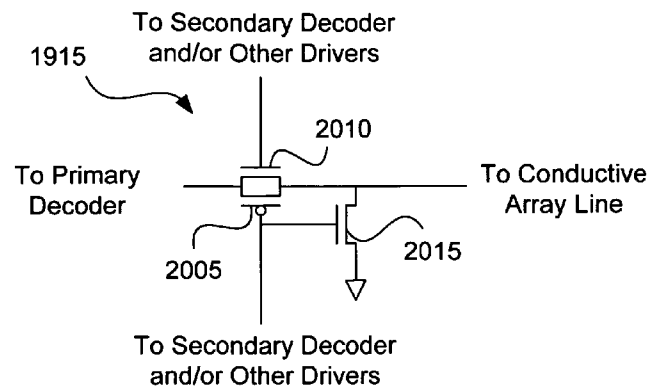 To Secondary Decoder
and/or Other Drivers
1915
2010
To Primary
Decoder
To Conductive
Array Line
2005
2015
To Secondary Decoder
and/or Other Drivers